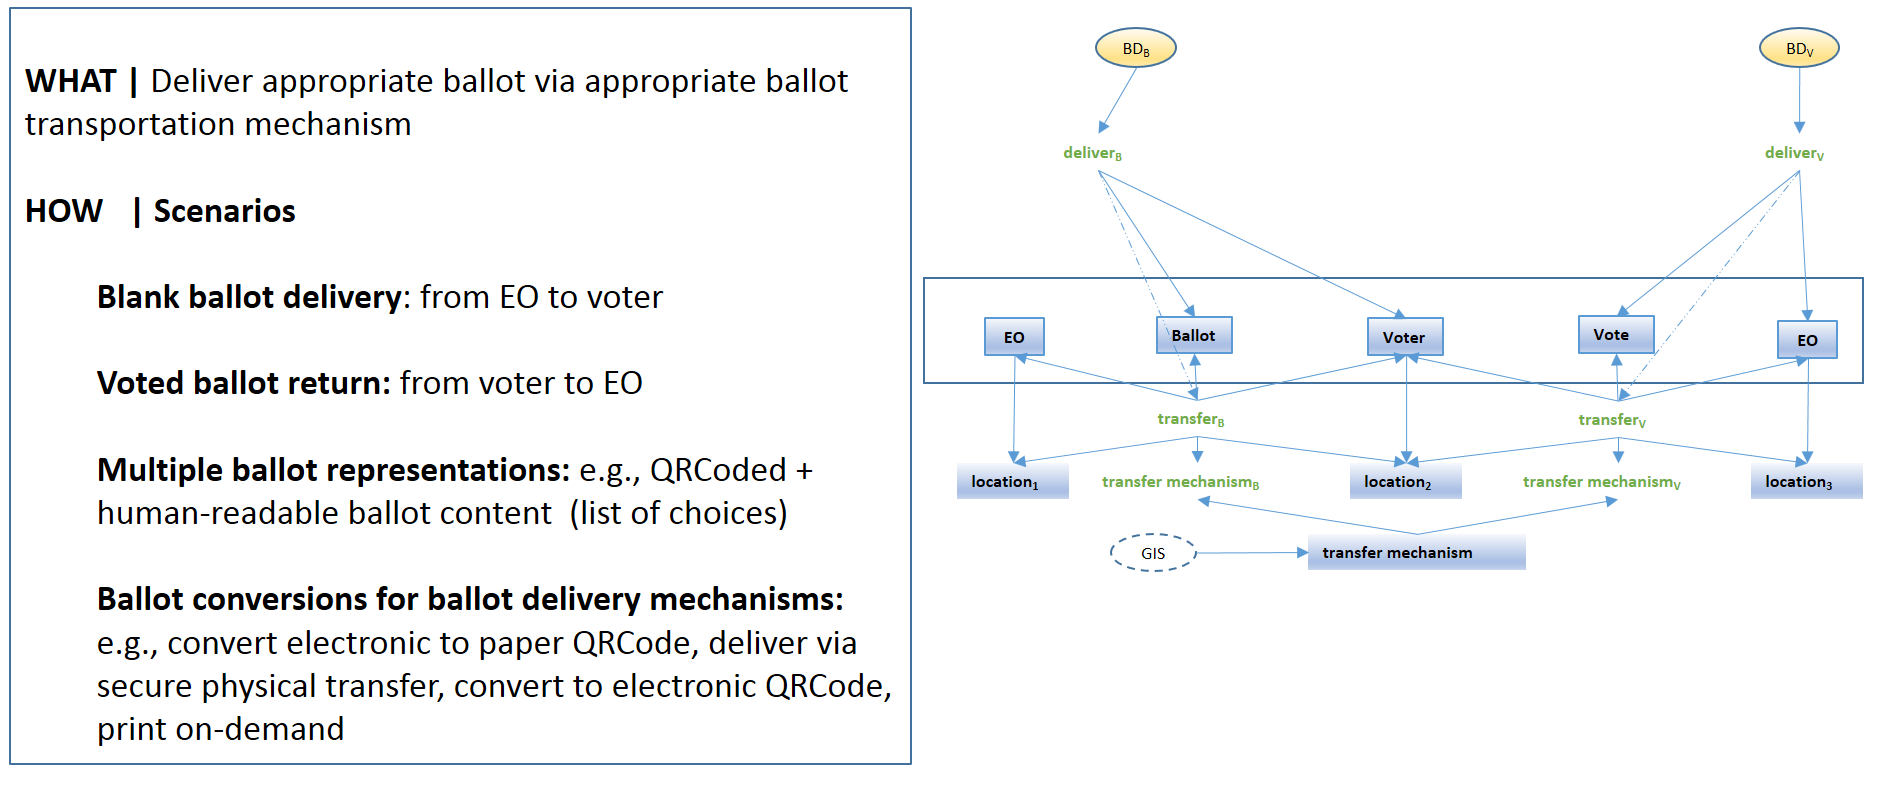 WHAT | Deliver appropriate ballot via appropriate ballot
transportation mechanism
HOW | Scenarios
Blank ballot delivery: from EO to voter
Voted ballot return: from voter to EO
Multiple ballot representations: e.g., QRCoded +
human-readable ballot content (list of choices)
Ballot conversions for ballot delivery mechanisms:
e.g., convert electronic to paper QRCode, deliver via
secure physical transfer, convert to electronic QRCode,
print on-demand
BDB
BDV
deliverB
deliverV
EO
Ballot
Voter
Vote
EO
transferB
transferV
location1
transfer mechanismB
location2
transfer mechanismV
location3
GIS
transfer mechanism